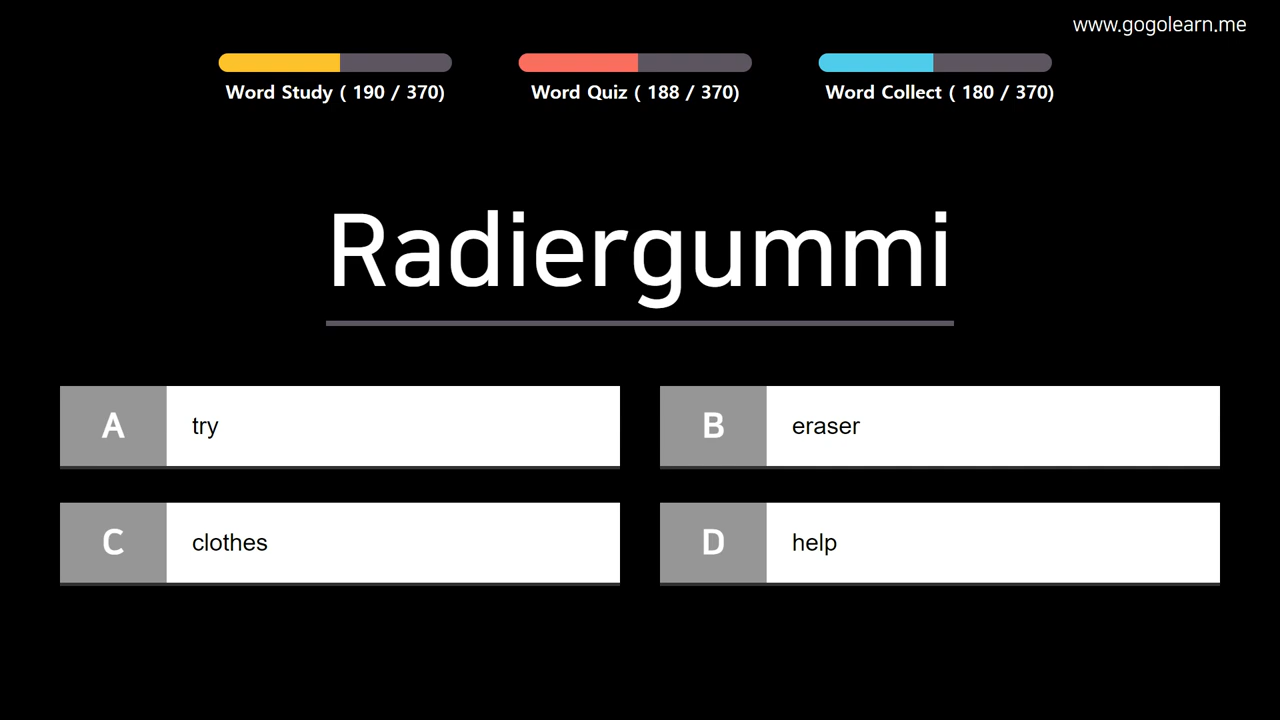 www.gogolearn.me
Word Study ( 190 / 370)
Word Quiz ( 188 / 370)
Word Collect ( 180 / 370)
Radiergummi
A try
B eraser
C clothes
D help